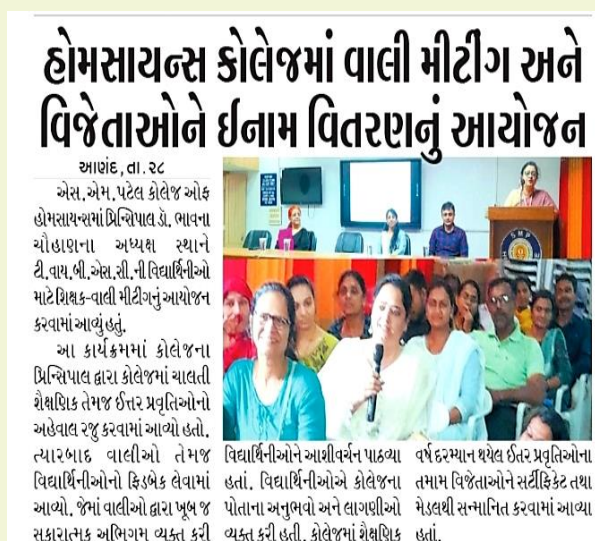 હોમસાયન્સ કોલેજમાં વાલી મીટીંગ અને
વિજેતાઓને ઈનામ વિતરણનું આયોજન
આણંદ, તા. ૨૮
એસ. એમ. પટેલ કોલેજ ઓફ
હોમસાયન્સમાં પ્રિન્સિપાલ ડૉ. ભાવના
ચૌહાણના અધ્યક્ષ સ્થાને
ટી.વાય.બી.એસ.સી.ની વિદ્યાર્થિનીઓ
માટે શિક્ષક-વાલી મીટીંગનું આયોજન
કરવામાં આવ્યું હતું.
આ કાર્યક્રમમાં કોલેજના
પ્રિન્સિપાલ દ્વારા કોલેજમાં ચાલતી
શૈક્ષણિક તેમજ ઈત્તર પ્રવૃતિઓનો
અહેવાલ રજુ કરવામાં આવ્યો હતો.
ત્યારબાદ વાલીઓ તેમજ
વિદ્યાર્થિનીઓનો ફિડબેક લેવામાં
આવ્યો. જેમાં વાલીઓ દ્વારા ખૂબ જ
સકારાત્મક અભિગમ વ્યક્ત કરી
વિદ્યાર્થિનીઓને આશીવર્ચન પાઠવ્યા
હતાં. વિદ્યાર્થિનીઓએ કોલેજના
પોતાના અનુભવો અને લાગણીઓ
વ્યક્ત કરી હતી. કોલેજમાં શૈક્ષણિક
વર્ષ દરમ્યાન થયેલ ઈતર પ્રવૃતિઓના
તમામ વિજેતાઓને સર્ટીફિકેટ તથા
મેડલથી સન્માનિત કરવામાં આવ્યા
હતાં.